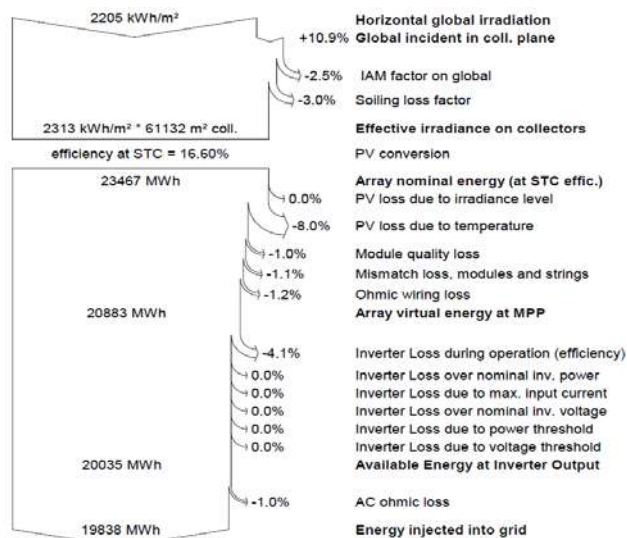 2205 kWh/m² Horizontal global irradiation
+10.9% Global incident in coll. plane
-2.5% IAM factor on global
-3.0% Soiling loss factor
2313 kWh/m² * 61132 m² coll. Effective irradiance on collectors
efficiency at STC = 16.60% PV conversion
23467 MWh Array nominal energy (at STC effic.)
0.0% PV loss due to irradiance level
-8.0% PV loss due to temperature
-1.0% Module quality loss
-1.1% Mismatch loss, modules and strings
-1.2% Ohmic wiring loss
20883 MWh Array virtual energy at MPP
-4.1% Inverter Loss during operation (efficiency)
0.0% Inverter Loss over nominal inv. power
0.0% Inverter Loss due to max. input current
0.0% Inverter Loss over nominal inv. voltage
0.0% Inverter Loss due to power threshold
0.0% Inverter Loss due to voltage threshold
20035 MWh Available Energy at Inverter Output
-1.0% AC ohmic loss
19838 MWh Energy injected into grid